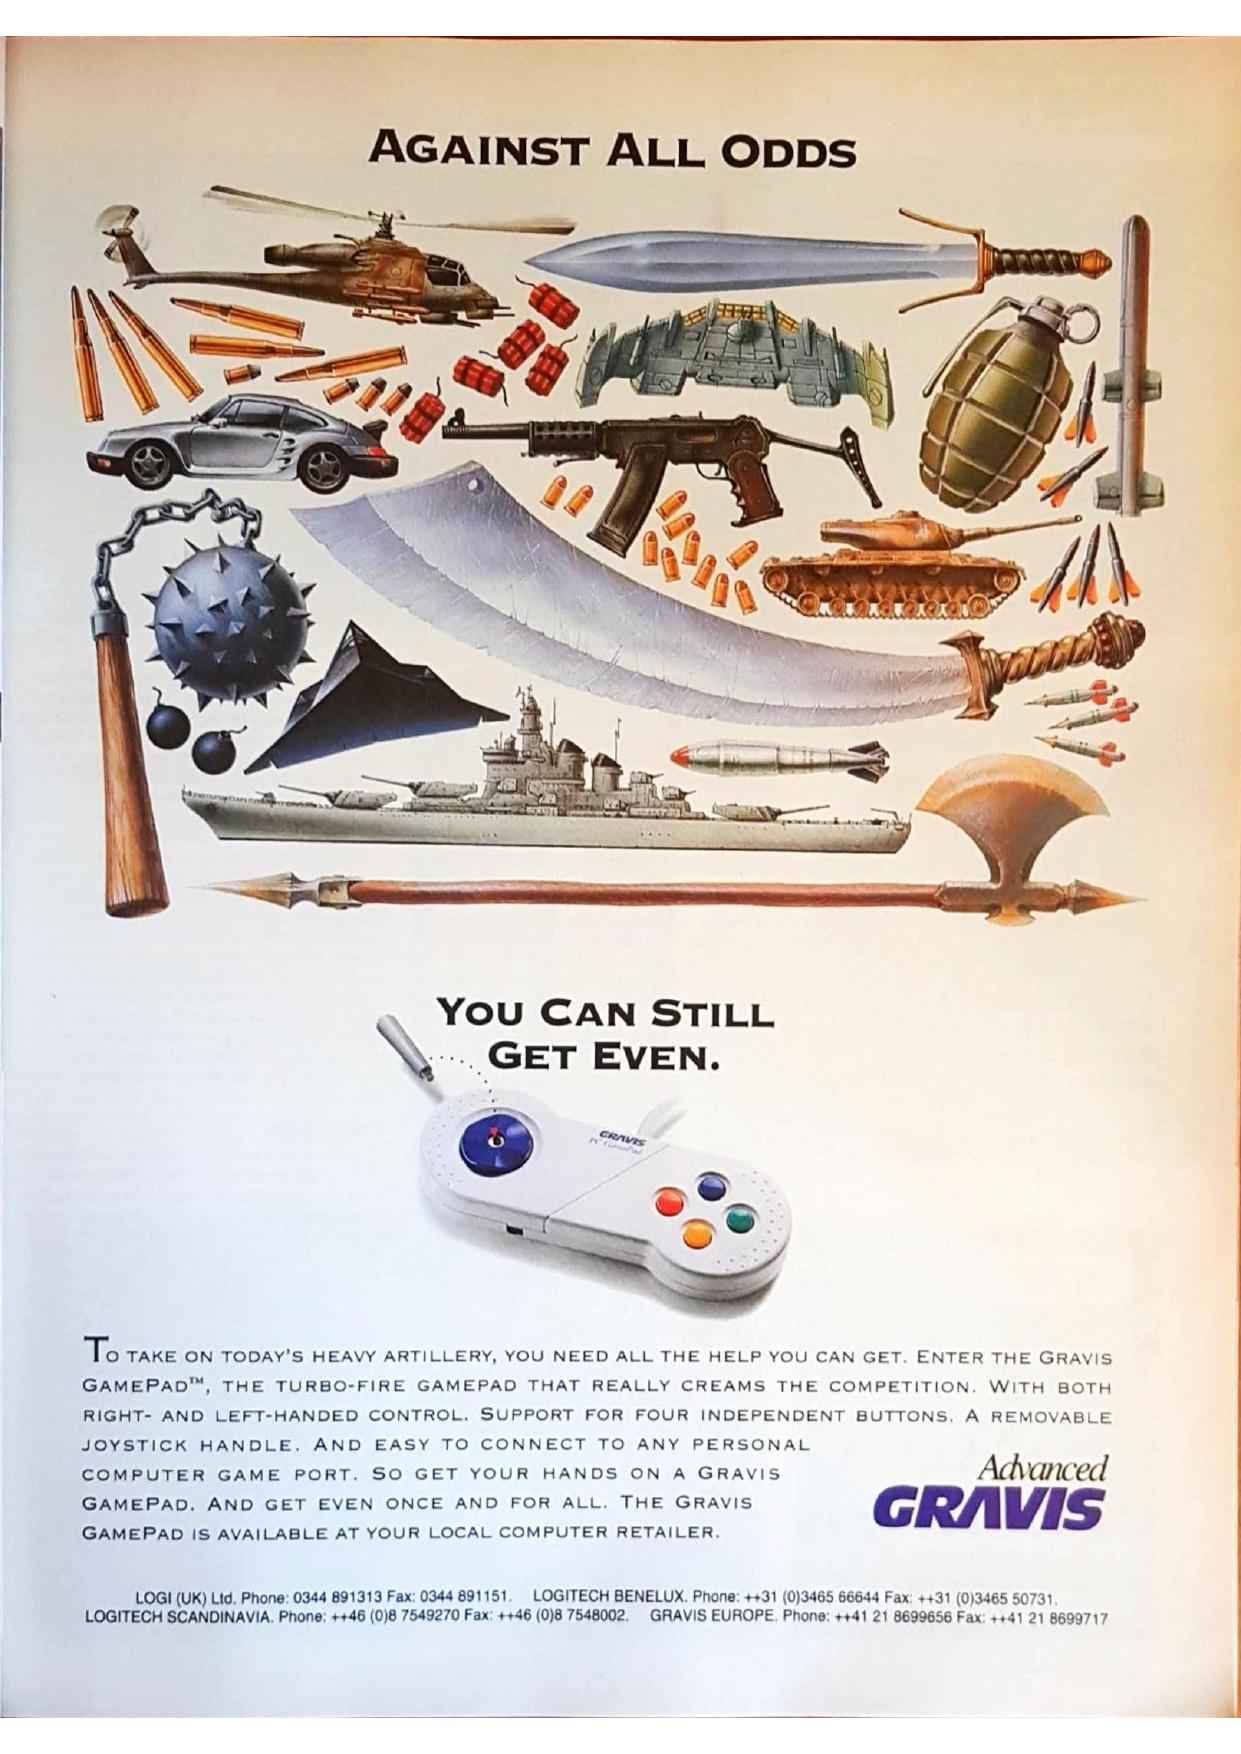 AGAINST ALL ODDS
YOU CAN STILL
GET EVEN.
GRAVIS
PC GamePad
TO TAKE ON TODAY'S HEAVY ARTILLERY, YOU NEED ALL THE HELP YOU CAN GET. ENTER THE GRAVIS
GAMEPAD™, THE TURBO-FIRE GAMEPAD THAT REALLY CREAMS THE COMPETITION. WITH BOTH
RIGHT- AND LEFT-HANDED CONTROL. SUPPORT FOR FOUR INDEPENDENT BUTTONS. A REMOVABLE
JOYSTICK HANDLE. AND EASY TO CONNECT TO ANY PERSONAL
COMPUTER GAME PORT. SO GET YOUR HANDS ON A GRAVIS
GAMEPAD. AND GET EVEN ONCE AND FOR ALL. THE GRAVIS
GAMEPAD IS AVAILABLE AT YOUR LOCAL COMPUTER RETAILER.
Advanced
GRAVIS
LOGI (UK) Ltd. Phone: 0344 891313 Fax: 0344 891151. LOGITECH BENELUX. Phone: ++31 (0)3465 66644 Fax: ++31 (0)3465 50731.
LOGITECH SCANDINAVIA. Phone: ++46 (0)8 7549270 Fax: ++46 (0)8 7548002. GRAVIS EUROPE. Phone: ++41 21 8699656 Fax: ++41 21 8699717